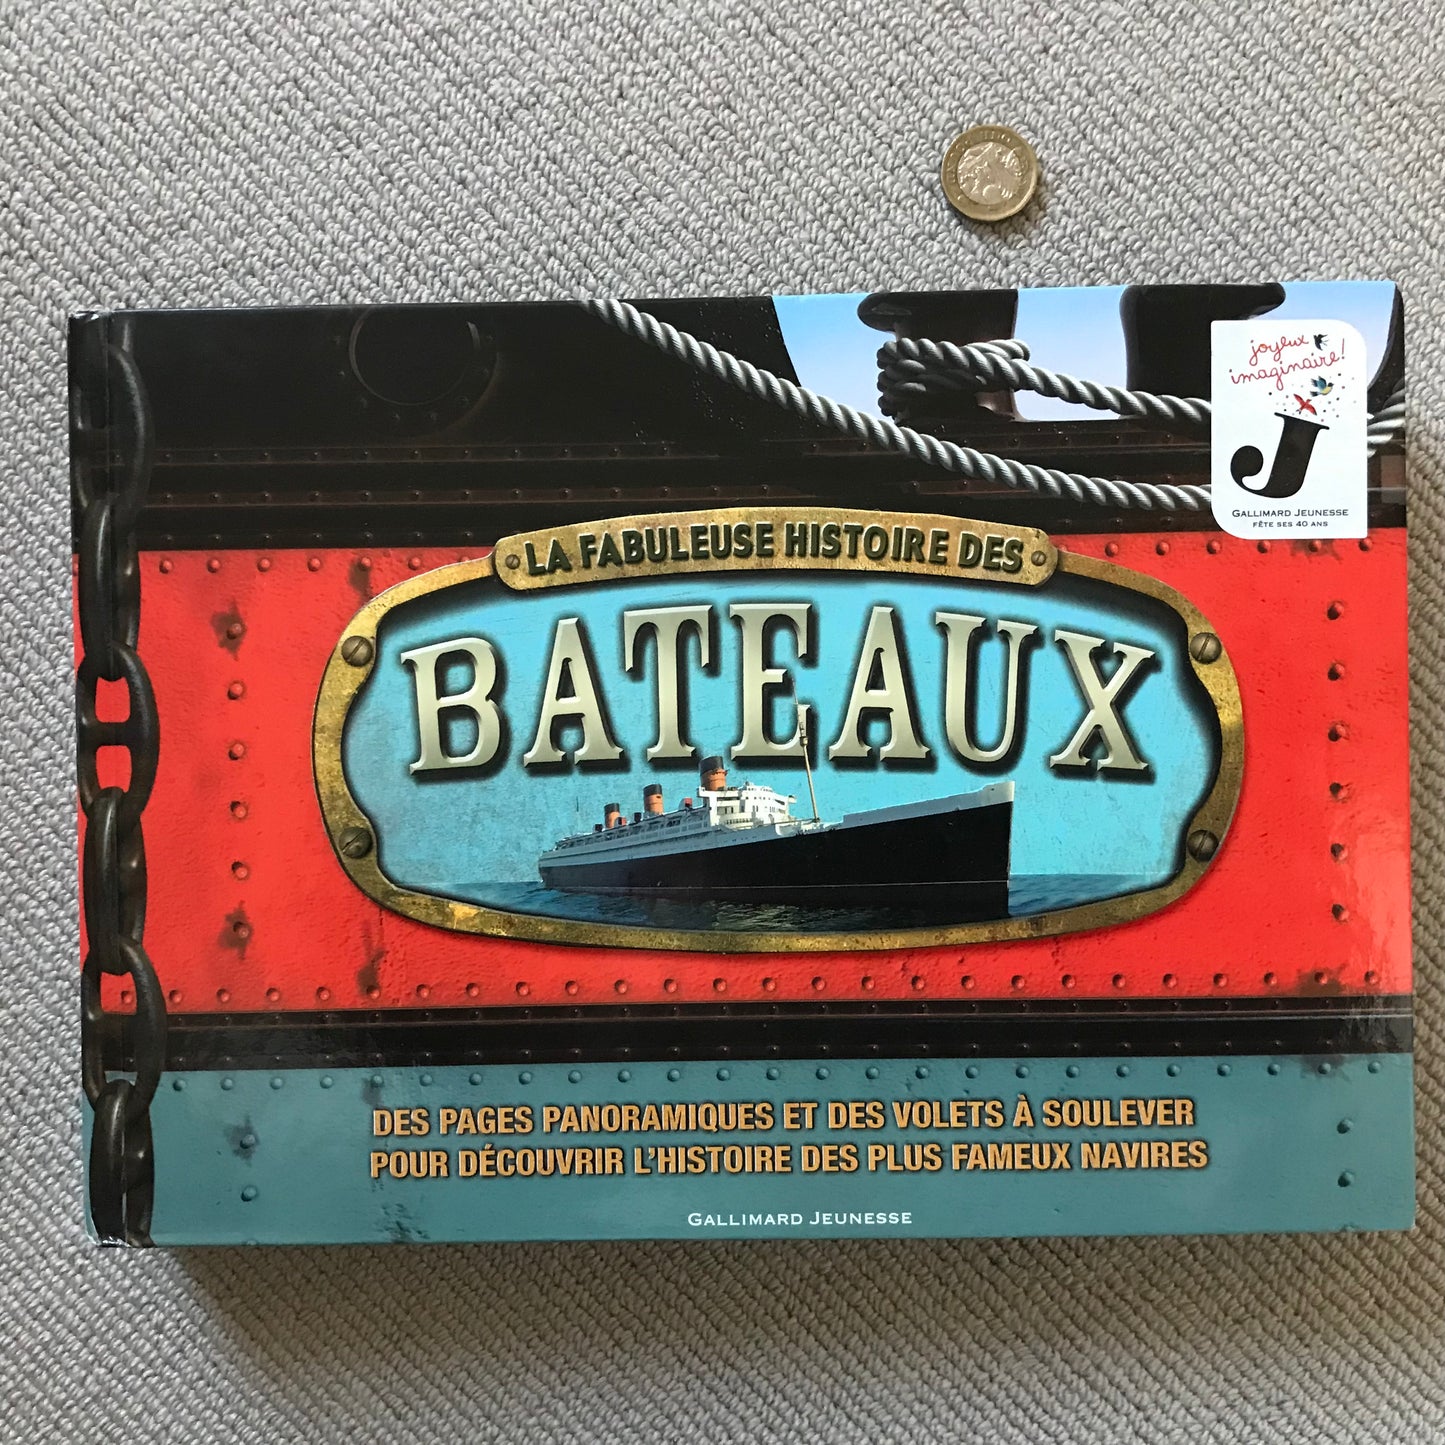 joyeux
imaginaire!
J
GALLIMARD JEUNESSE
FÊTE SES 40 ANS
LA FABULEUSE HISTOIRE DES
BATEAUX
DES PAGES PANORAMIQUES ET DES VOLETS À SOULEVER
POUR DÉCOUVRIR L'HISTOIRE DES PLUS FAMEUX NAVIRES
GALLIMARD JEUNESSE